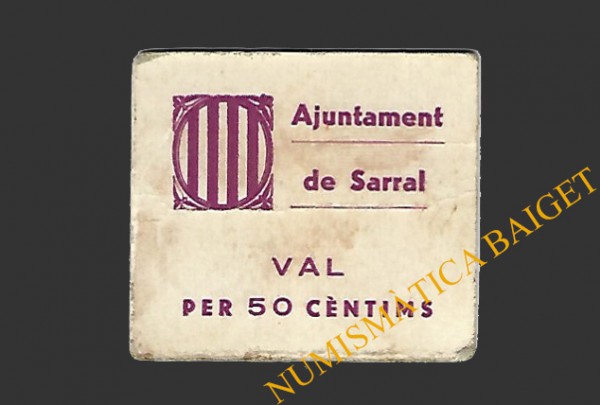 Ajuntament
de Sarral
VAL
PER 50 CÈNTIMS
NUMISMÀTICA BAIGET